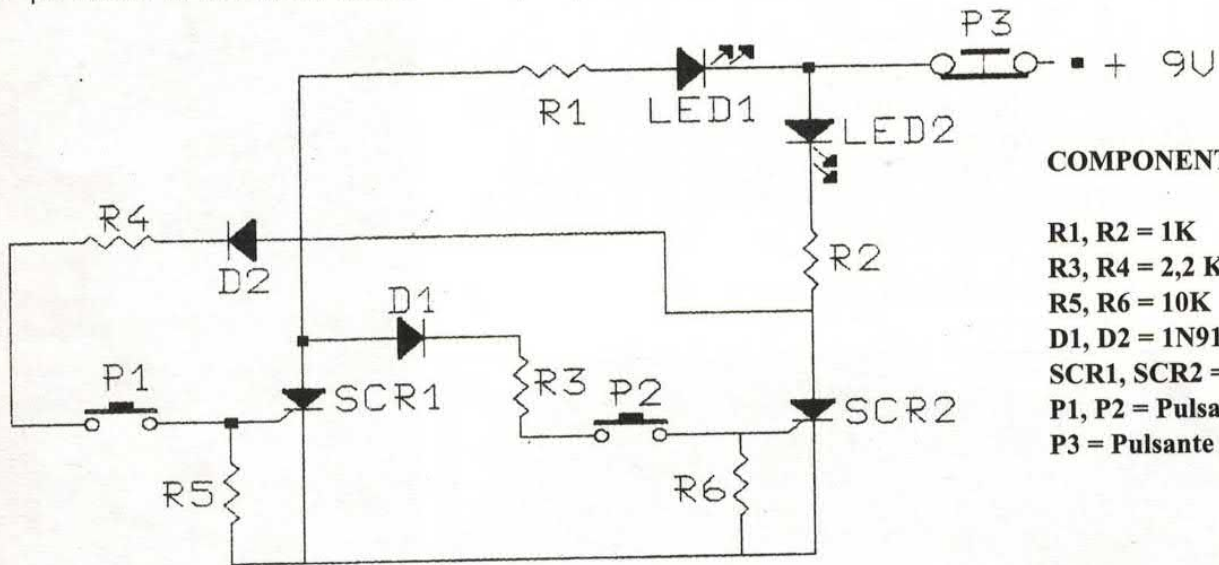 P3
+ 9V
R1
LED1
LED2
R4
D2
R2
D1
P1
SCR1
R3
P2
SCR2
R5
R6
COMPONENT
R1, R2 = 1K
R3, R4 = 2,2 K
R5, R6 = 10K
D1, D2 = 1N91
SCR1, SCR2 =
P1, P2 = Pulsa
P3 = Pulsante